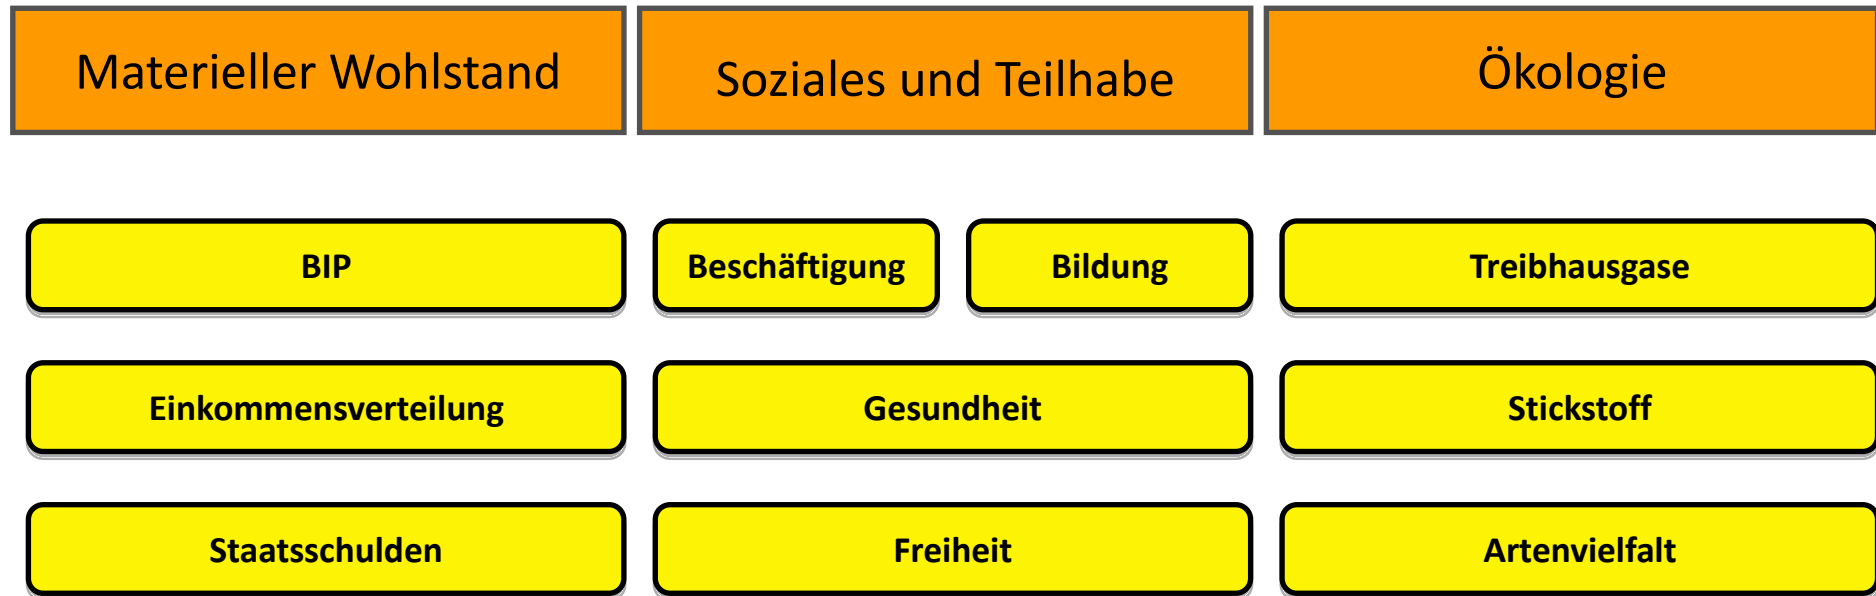 Materieller Wohlstand
Soziales und Teilhabe
Ökologie
BIP
Beschäftigung
Bildung
Treibhausgase
Einkommensverteilung
Gesundheit
Stickstoff
Staatsschulden
Freiheit
Artenvielfalt